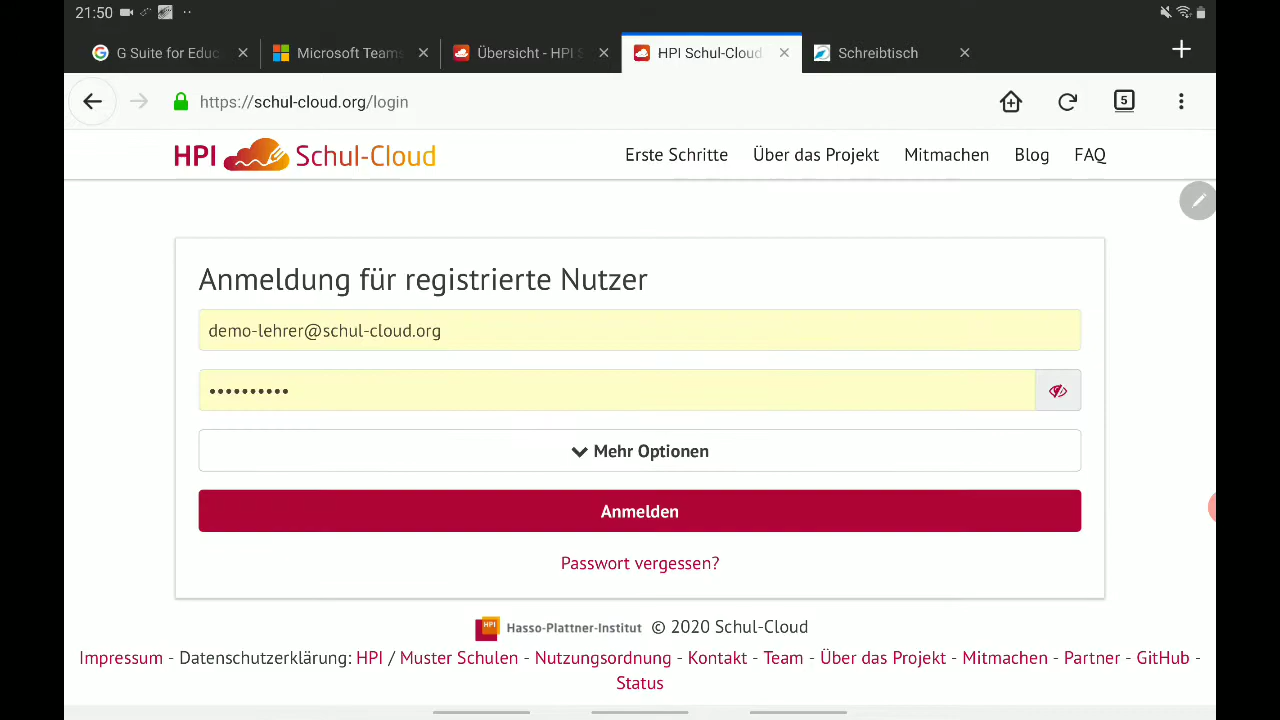 21:50
G Suite for Educ
Microsoft Teams
Übersicht - HPI S
HPI Schul-Cloud
Schreibtisch
https://schul-cloud.org/login
5
HPI Schul-Cloud
Erste Schritte Über das Projekt Mitmachen Blog FAQ
Anmeldung für registrierte Nutzer
demo-lehrer@schul-cloud.org
••••••••••
Mehr Optionen
Anmelden
Passwort vergessen?
HPI Hasso-Plattner-Institut © 2020 Schul-Cloud
Impressum - Datenschutzerklärung: HPI / Muster Schulen - Nutzungsordnung - Kontakt - Team - Über das Projekt - Mitmachen - Partner - GitHub -
Status